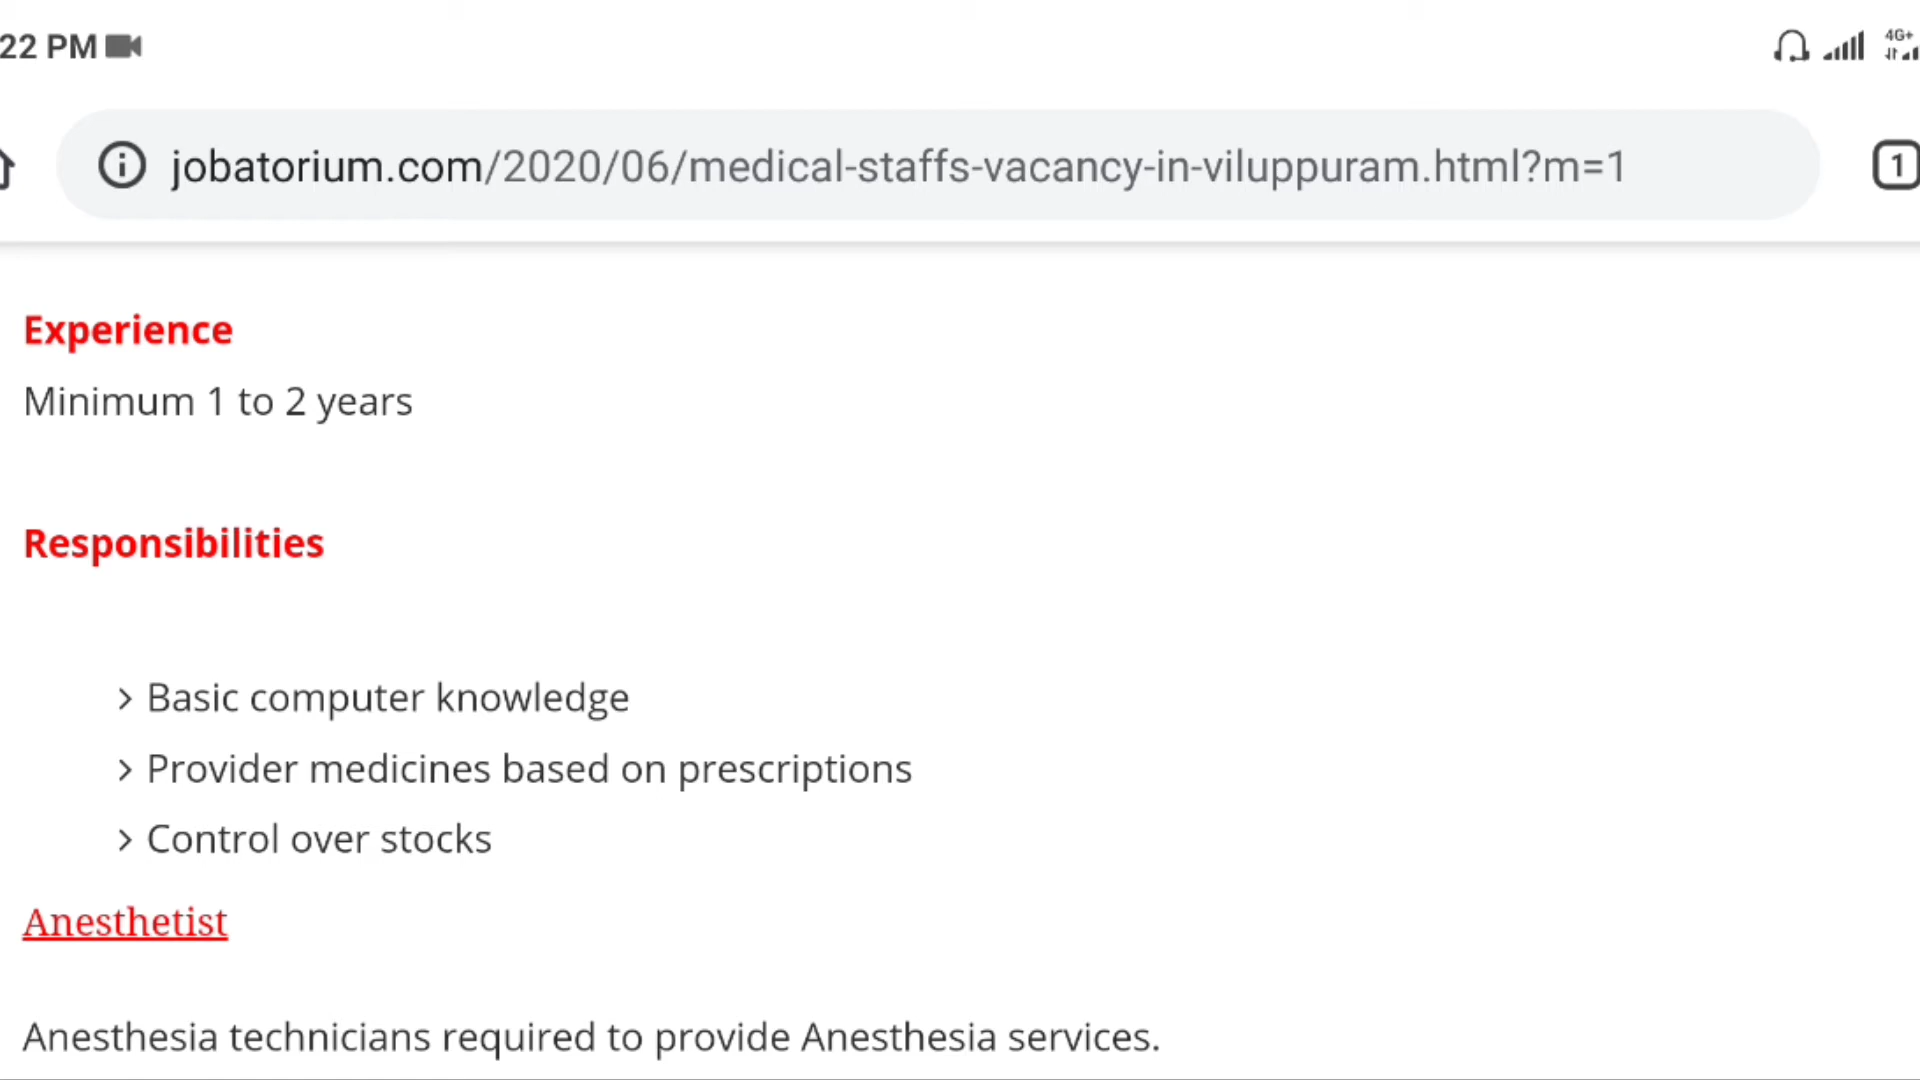 22 PM
4G+
jobatorium.com/2020/06/medical-staffs-vacancy-in-viluppuram.html?m=1
1
Experience
Minimum 1 to 2 years
Responsibilities
> Basic computer knowledge
> Provider medicines based on prescriptions
> Control over stocks
Anesthetist
Anesthesia technicians required to provide Anesthesia services.